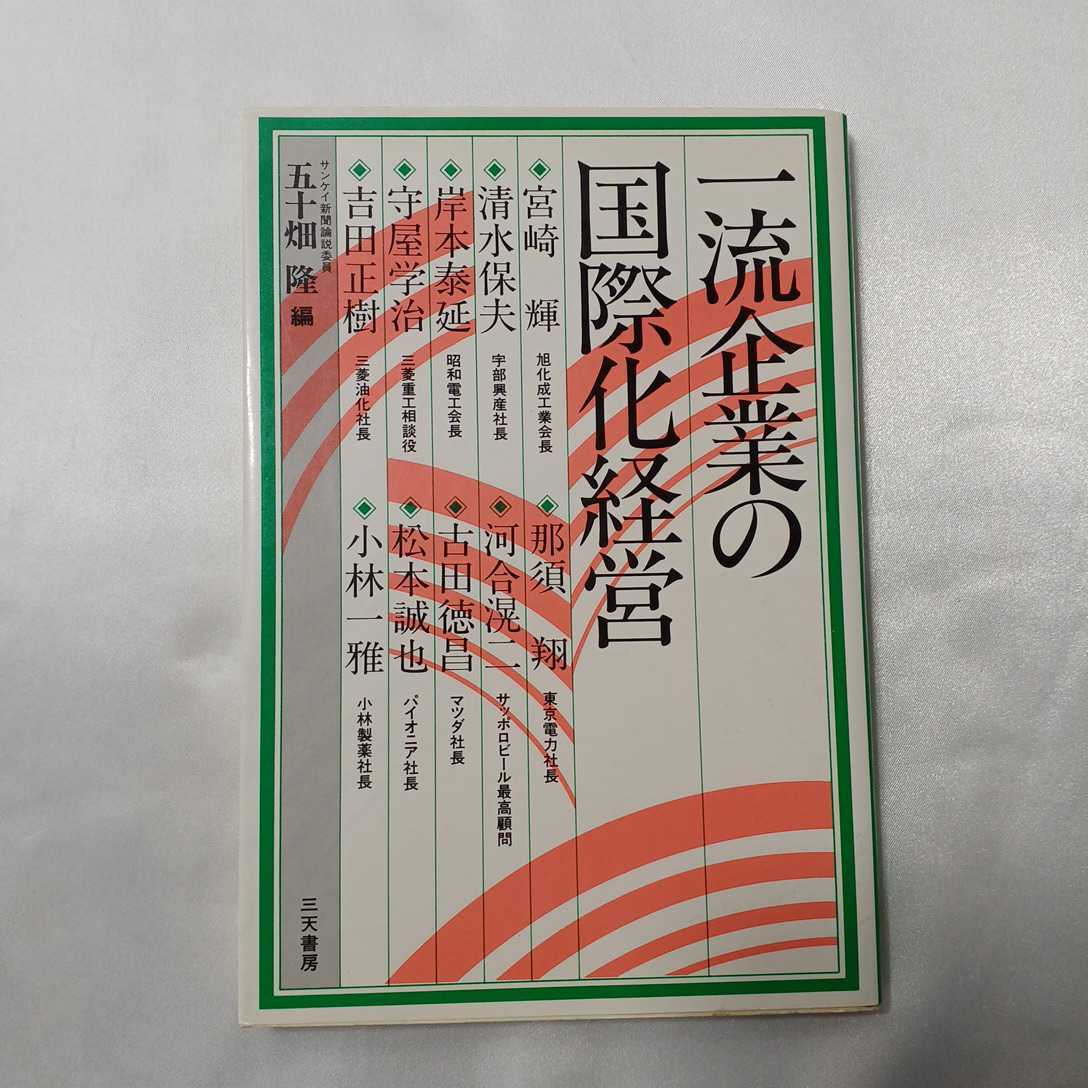 一流企業の
国際化経営
宮崎 輝
旭化成工業会長
清水保夫
宇部興産社長
岸本泰延
昭和電工会長
守屋学治
三菱重工相談役
吉田正樹
三菱油化社長
那須 翔
東京電力社長
河合滉二
サッポロビール最高顧問
古田徳昌
マツダ社長
松本誠也
パイオニア社長
小林一雅
小林製薬社長
サンケイ新聞論説委員
五十畑 隆 編
三天書房